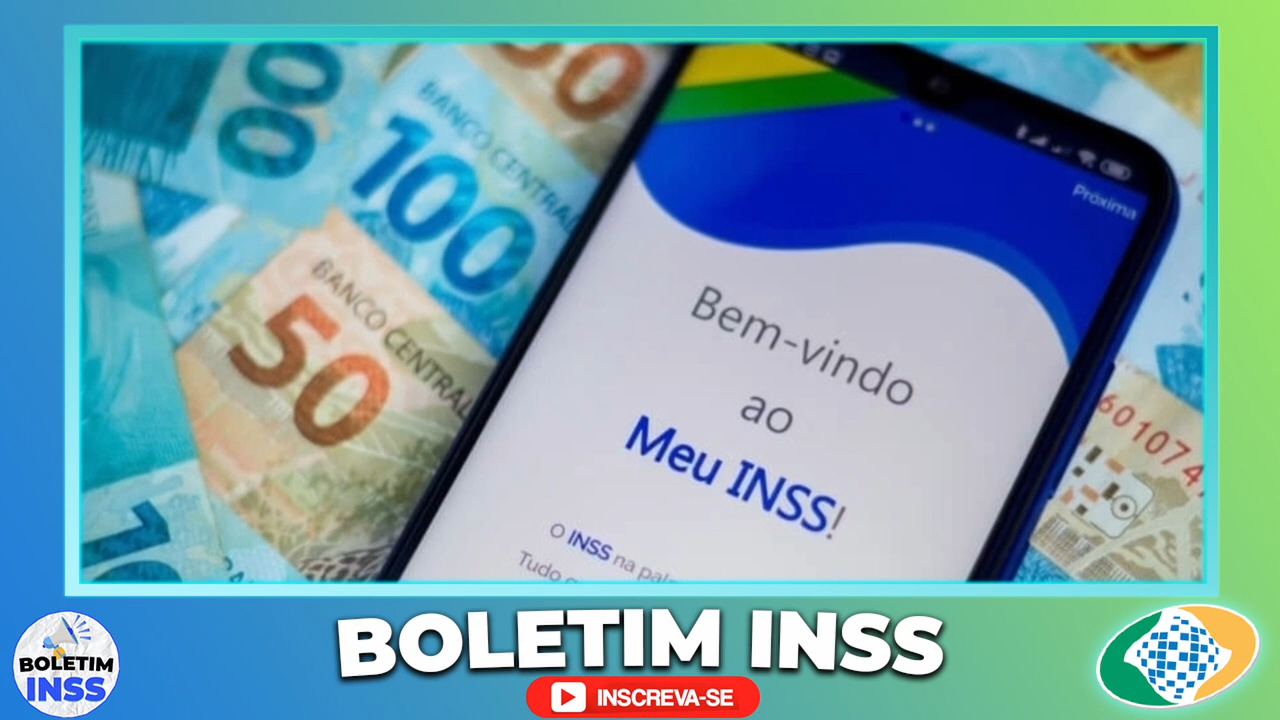 100
BANCO CENTRAL
50
BANCO CENTRAL
Próxima
Bem-vindo
ao
Meu INSS!
O INSS na
Tudo
BOLETIM INSS
INSCREVA-SE
BOLETIM
INSS